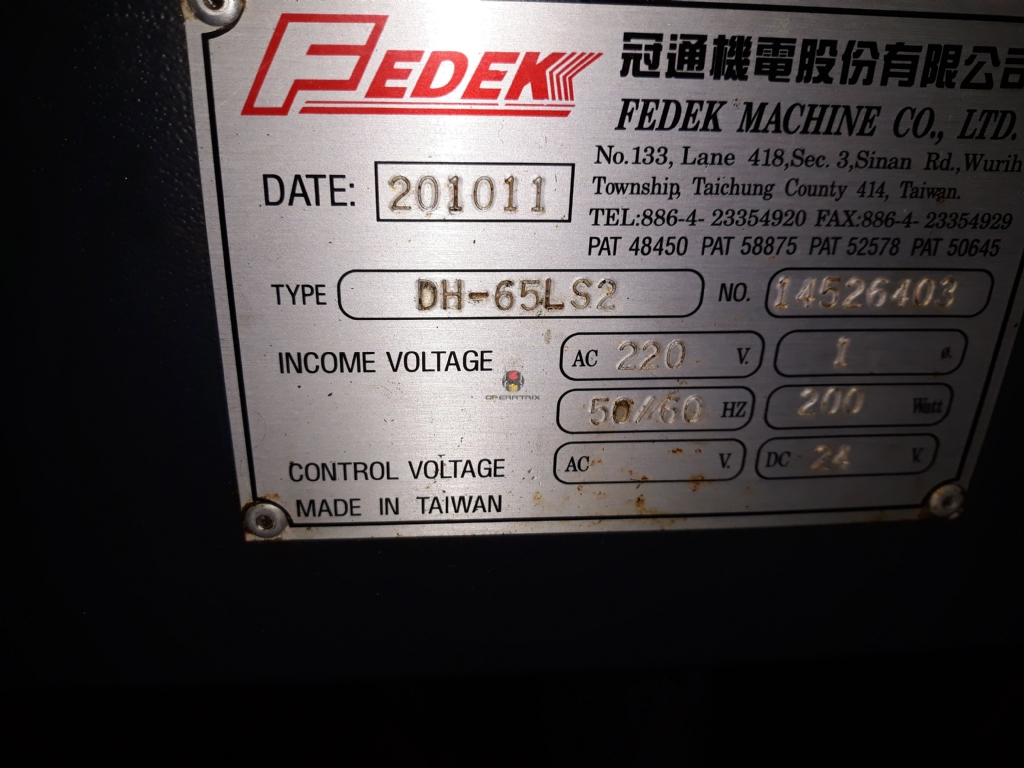 FEDEK
冠通機電股份有限公司
FEDEK MACHINE CO., LTD.
No.133, Lane 418,Sec. 3,Sinan Rd.,Wurih
Township, Taichung County 414, Taiwan.
TEL:886-4- 23354920 FAX:886-4- 23354929
PAT 48450 PAT 58875 PAT 52578 PAT 50645
DATE: 201011
TYPE DH-65LS2 NO. 14526403
INCOME VOLTAGE AC 220 V. 1 ø.
50/60 HZ 200 Watt
OPERATRIX
CONTROL VOLTAGE AC V. DC 24 V.
MADE IN TAIWAN